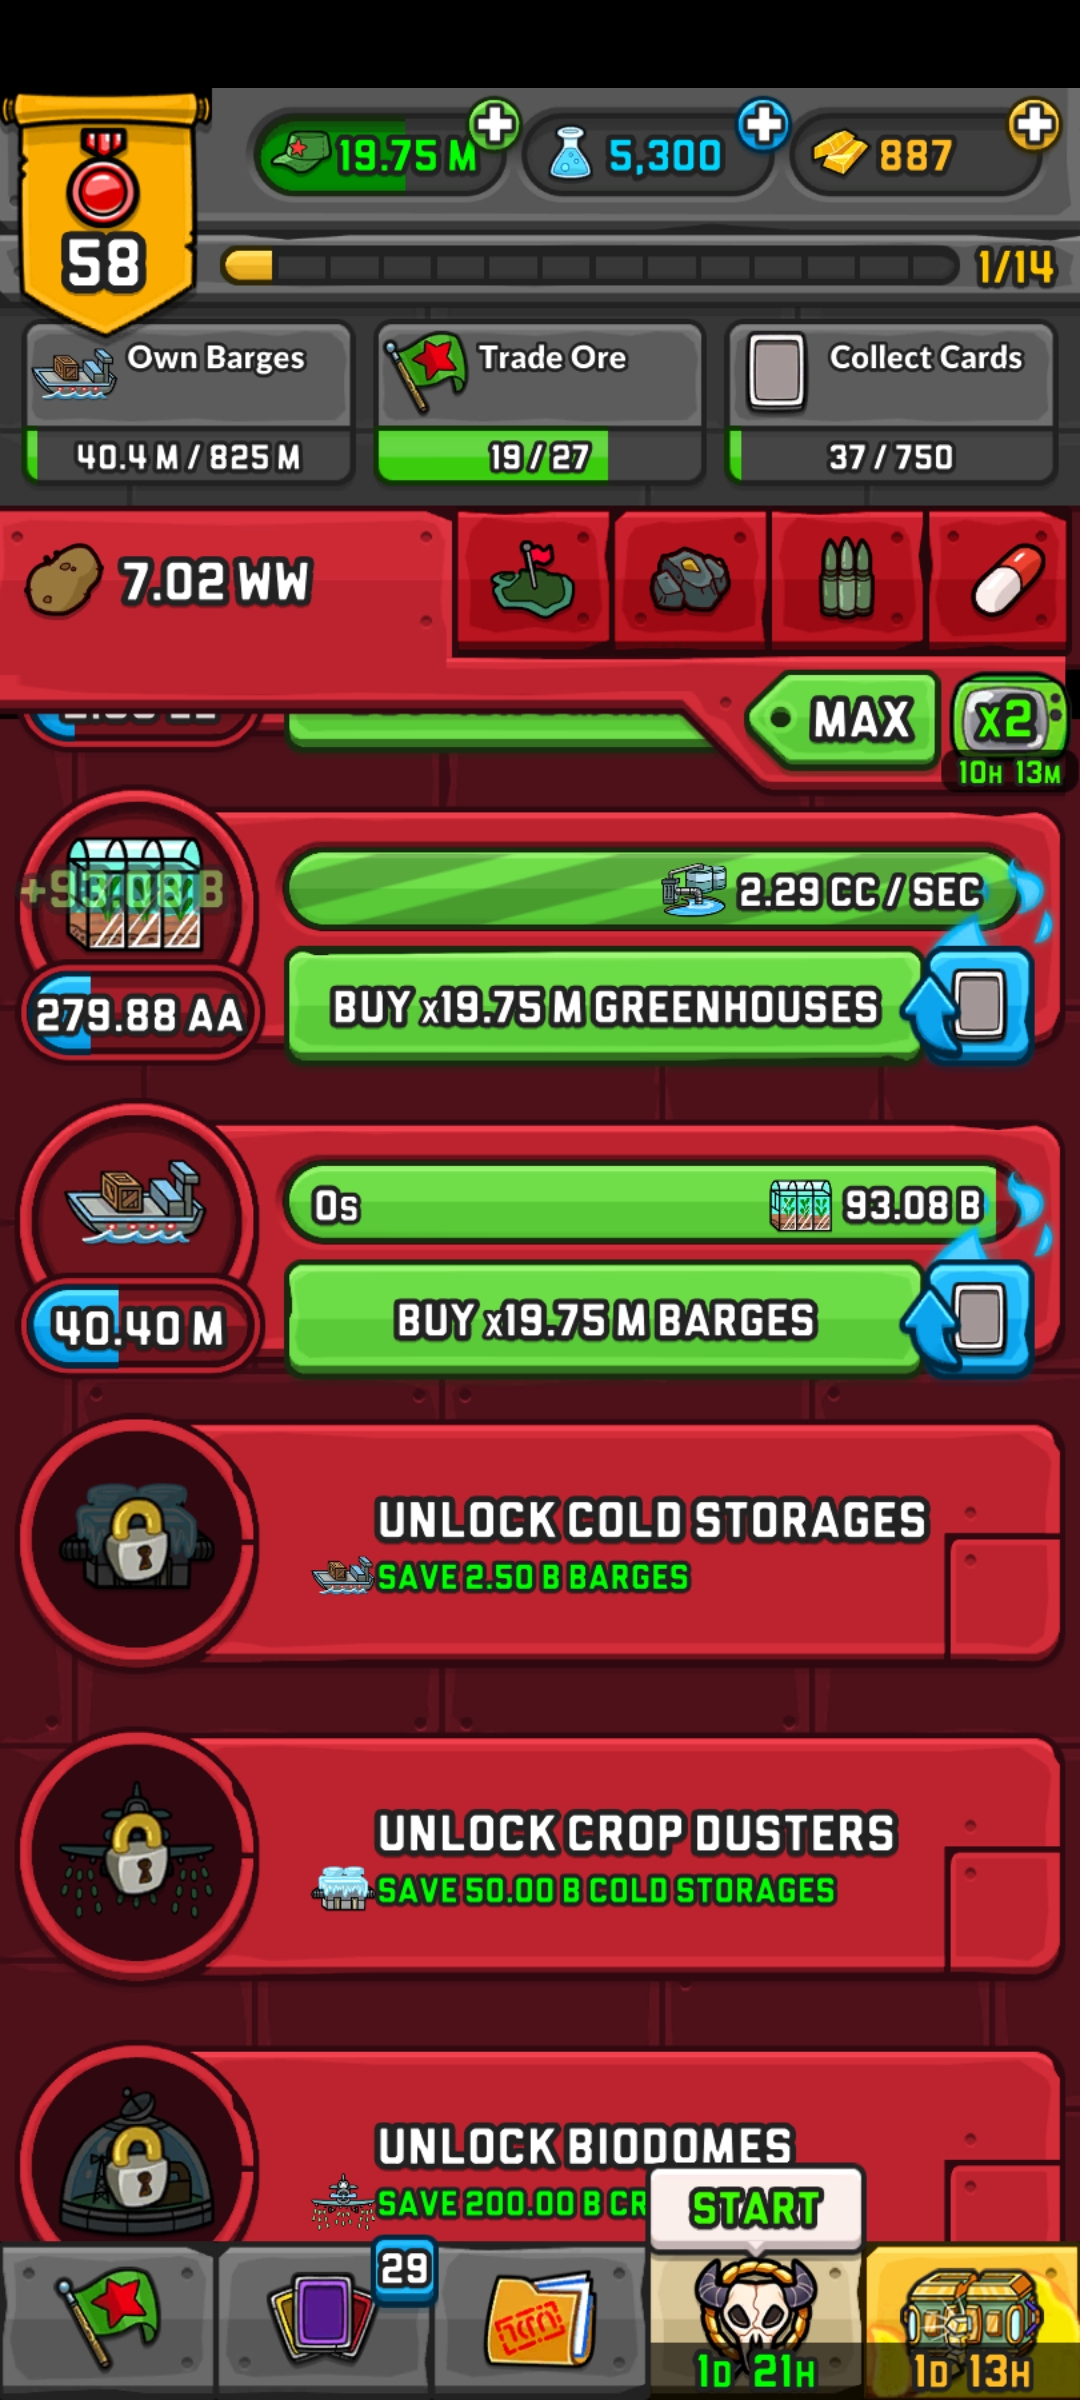 19.75 M
5,300
887
58
1/14
Own Barges
Trade Ore
Collect Cards
40.4 M / 825 M
19 / 27
37 / 750
7.02 WW
MAX
x2
10H 13M
+93.08 B
2.29 CC / SEC
279.88 AA
BUY x19.75 M GREENHOUSES
0s
93.08 B
40.40 M
BUY x19.75 M BARGES
UNLOCK COLD STORAGES
SAVE 2.50 B BARGES
UNLOCK CROP DUSTERS
SAVE 50.00 B COLD STORAGES
UNLOCK BIODOMES
SAVE 200.00 B CR
START
29
1D 21H
1D 13H